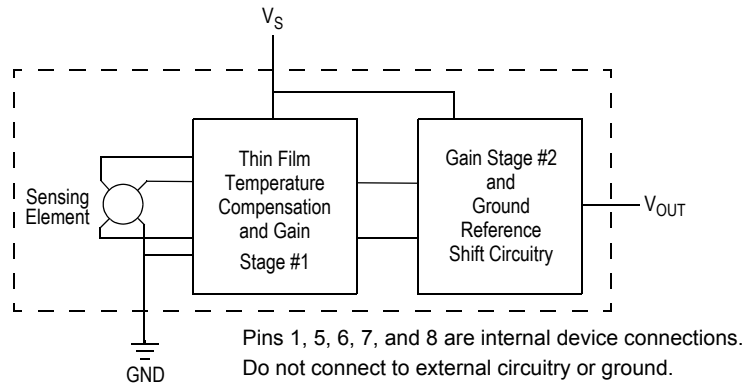 V_S
Sensing
Element
Thin Film
Temperature
Compensation
and Gain
Stage #1
Gain Stage #2
and
Ground
Reference
Shift Circuitry
V_OUT
GND
Pins 1, 5, 6, 7, and 8 are internal device connections.
Do not connect to external circuitry or ground.